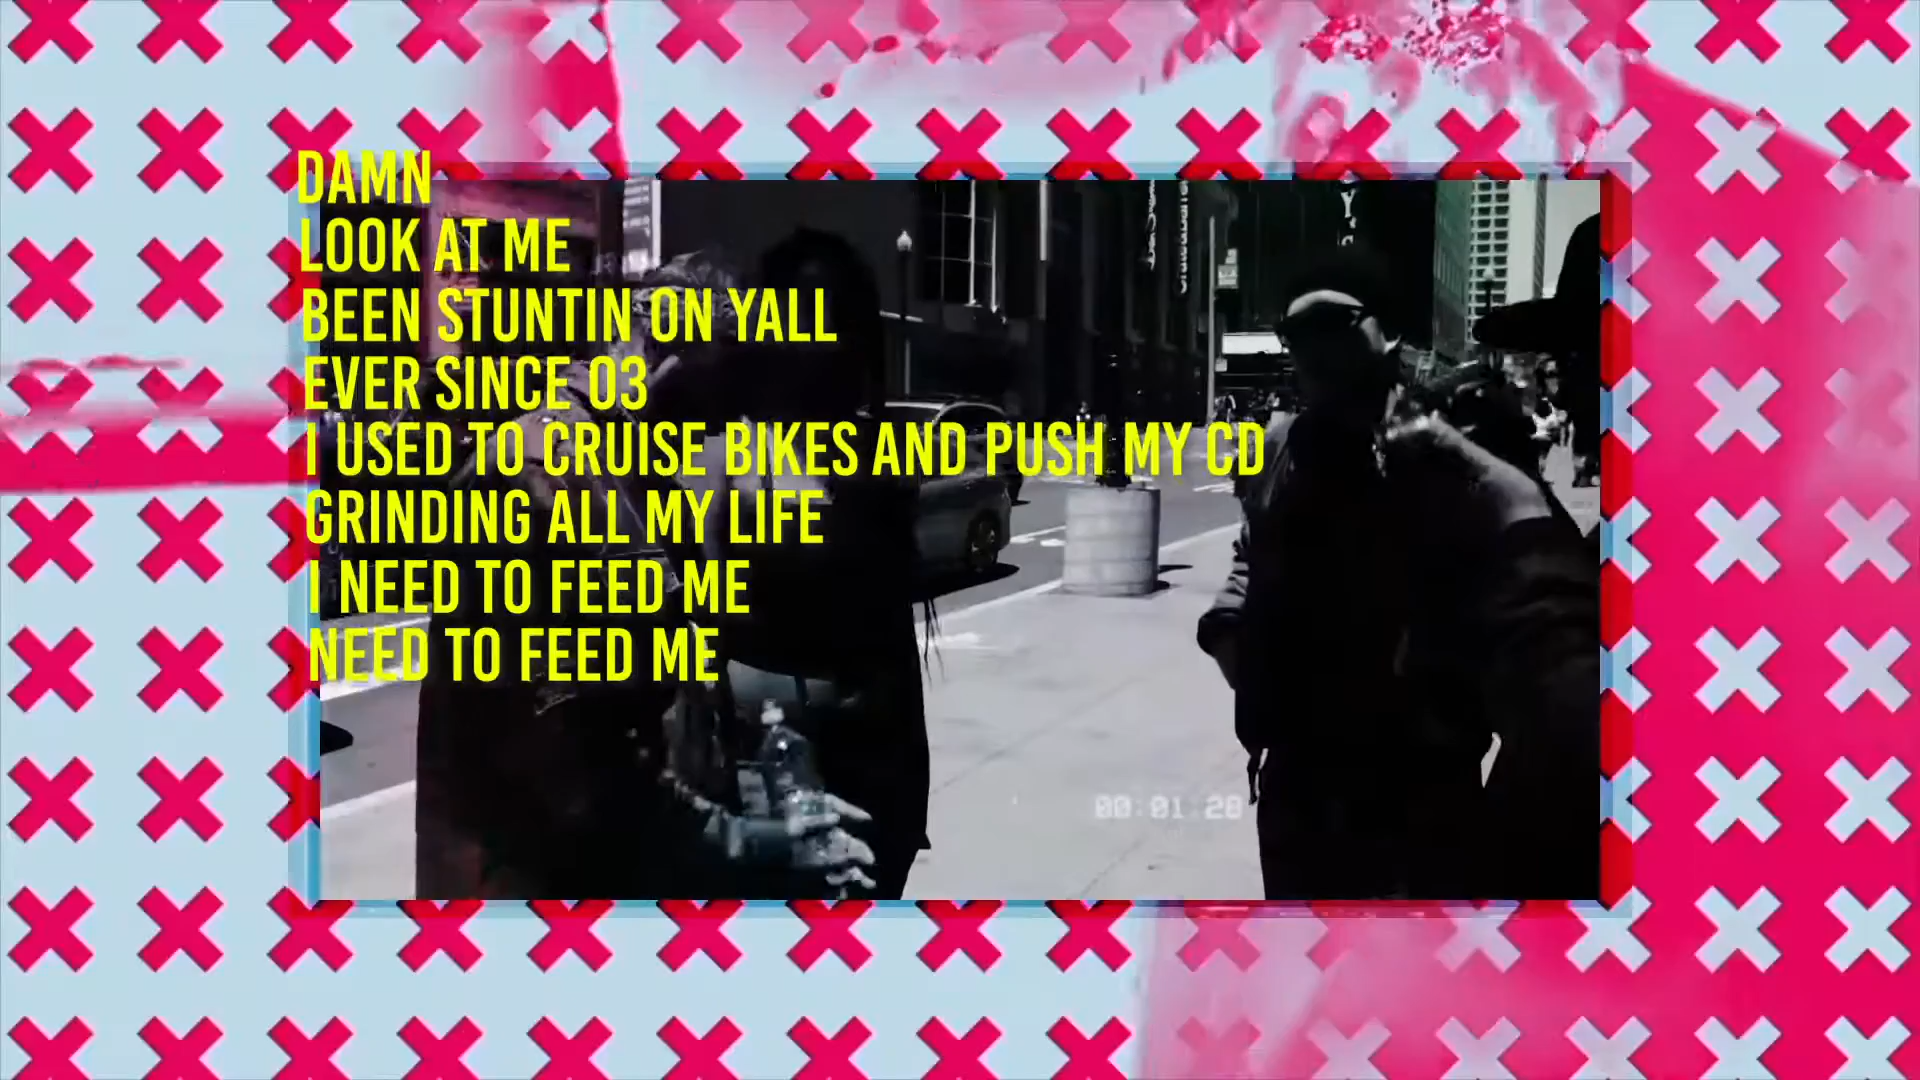 DAMN
LOOK AT ME
BEEN STUNTIN ON YALL
EVER SINCE 03
I USED TO CRUISE BIKES AND PUSH MY CD
GRINDING ALL MY LIFE
I NEED TO FEED ME
NEED TO FEED ME
00:01:28